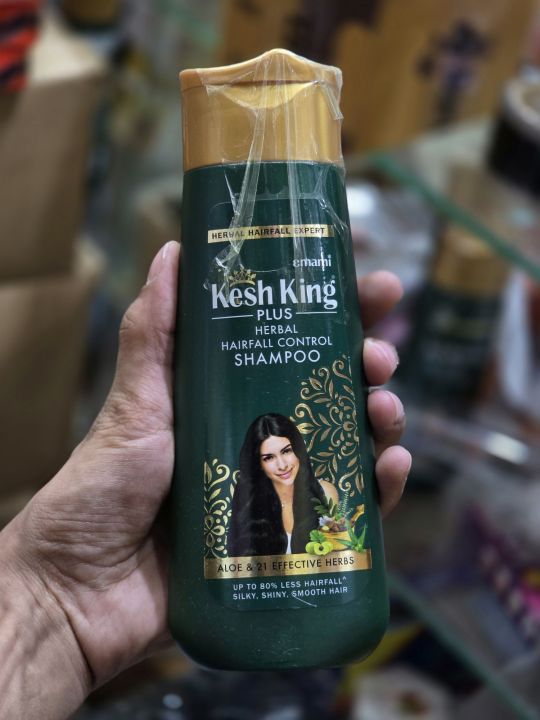 HERBAL HAIRFALL EXPERT
emami
Kesh King
PLUS
HERBAL
HAIRFALL CONTROL
SHAMPOO
ALOE & 21 EFFECTIVE HERBS
UP TO 80% LESS HAIRFALL^
SILKY, SHINY, SMOOTH HAIR